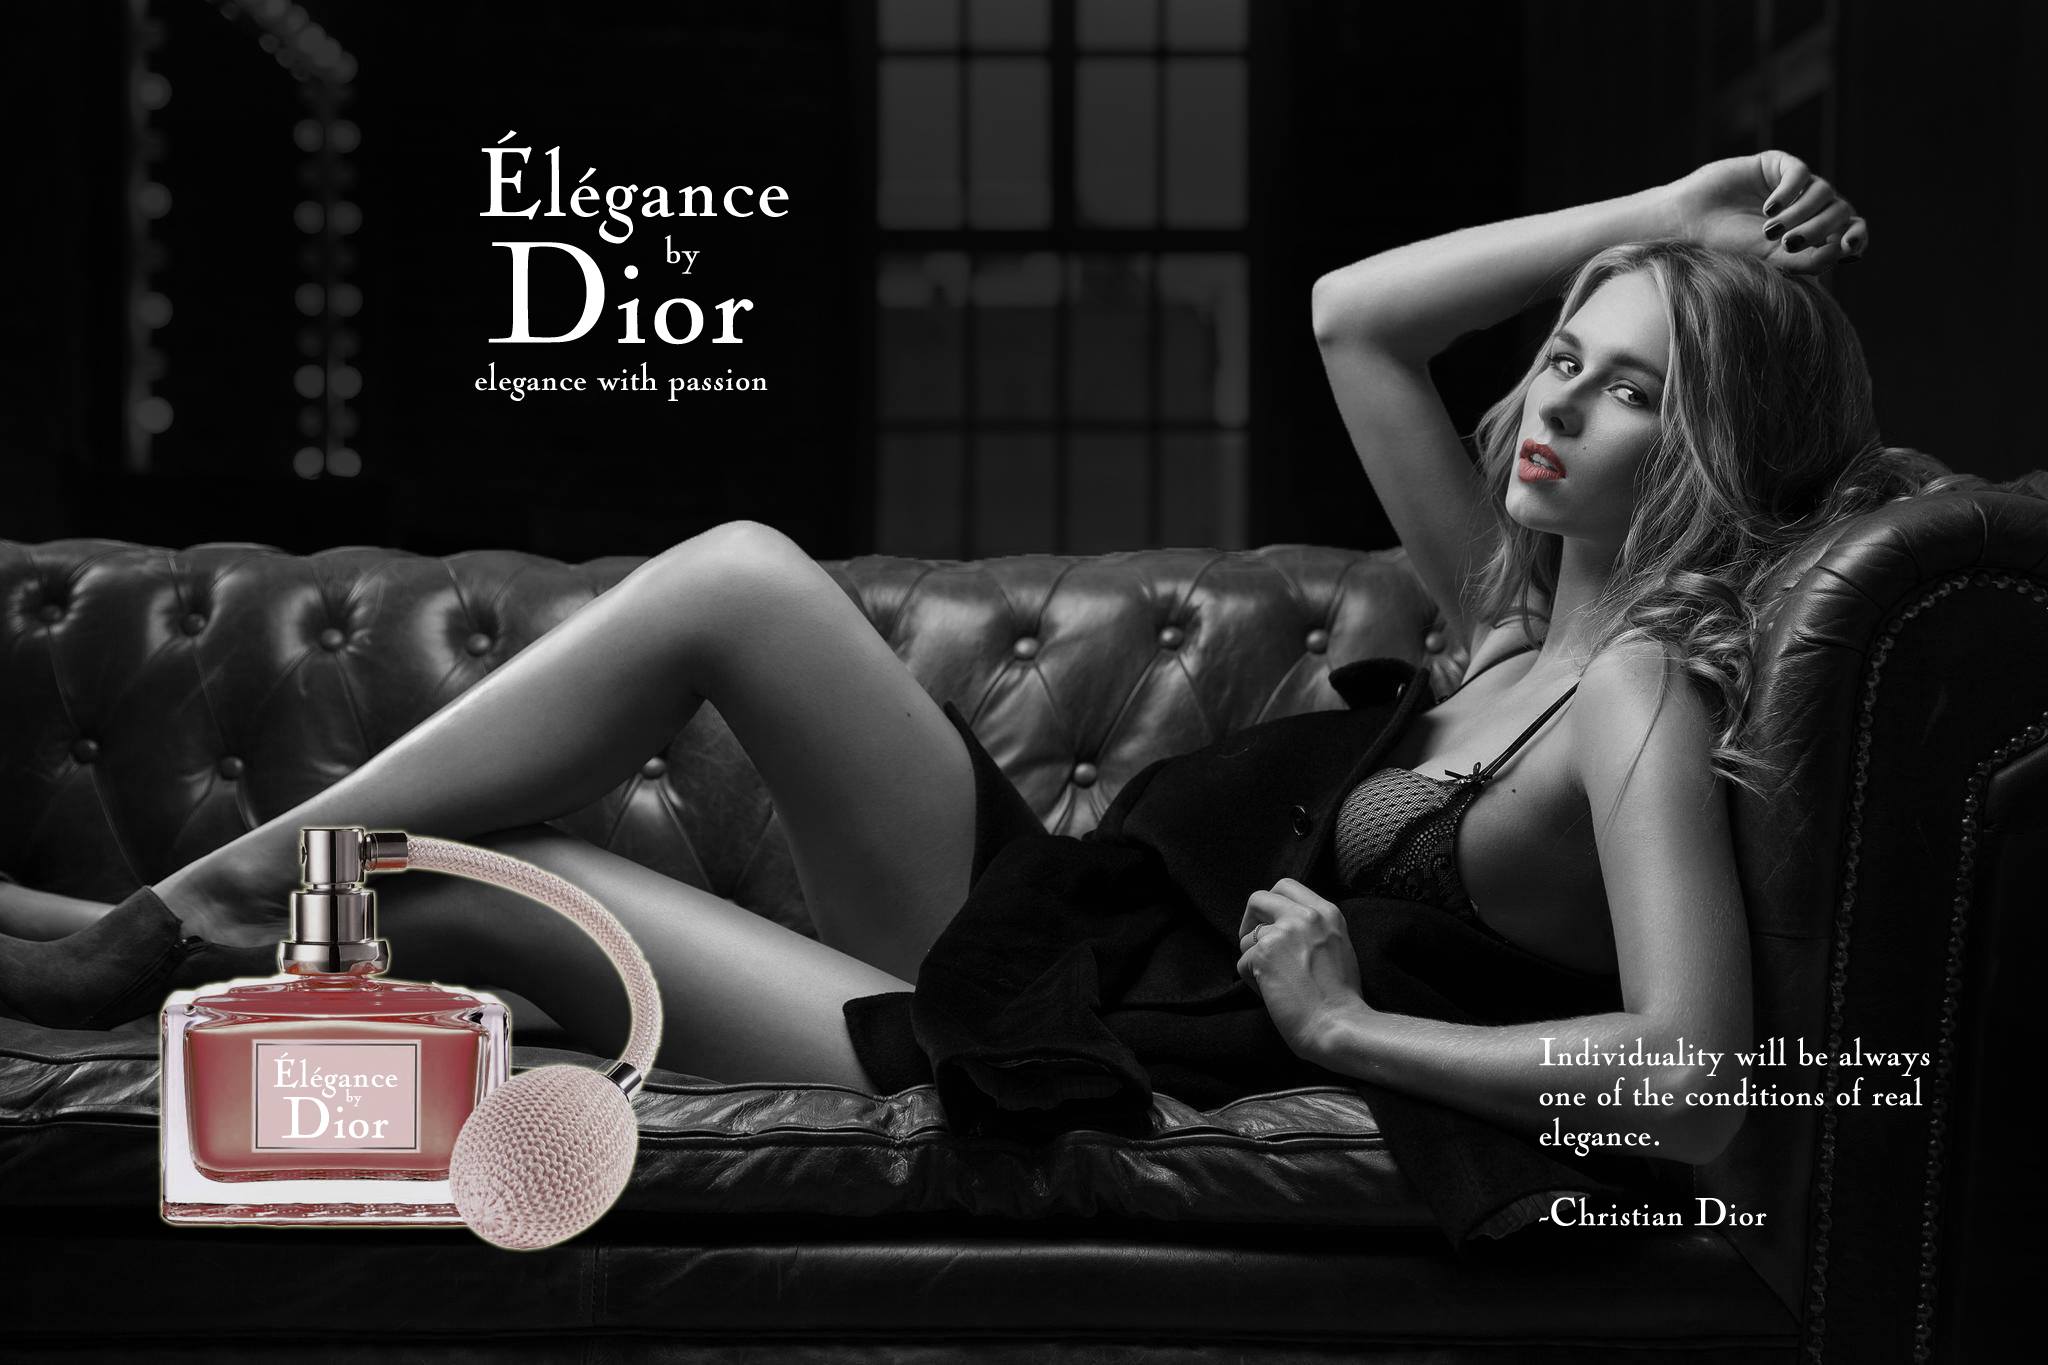 Élégance
by
Dior
elegance with passion
Élégance
by
Dior
Individuality will be always
one of the conditions of real
elegance.
-Christian Dior